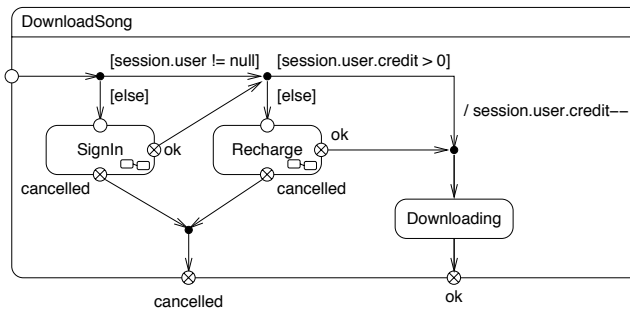 DownloadSong
[session.user != null]
[session.user.credit > 0]
[else]
[else]
/ session.user.credit−−
SignIn
ok
Recharge
ok
cancelled
cancelled
Downloading
cancelled
ok